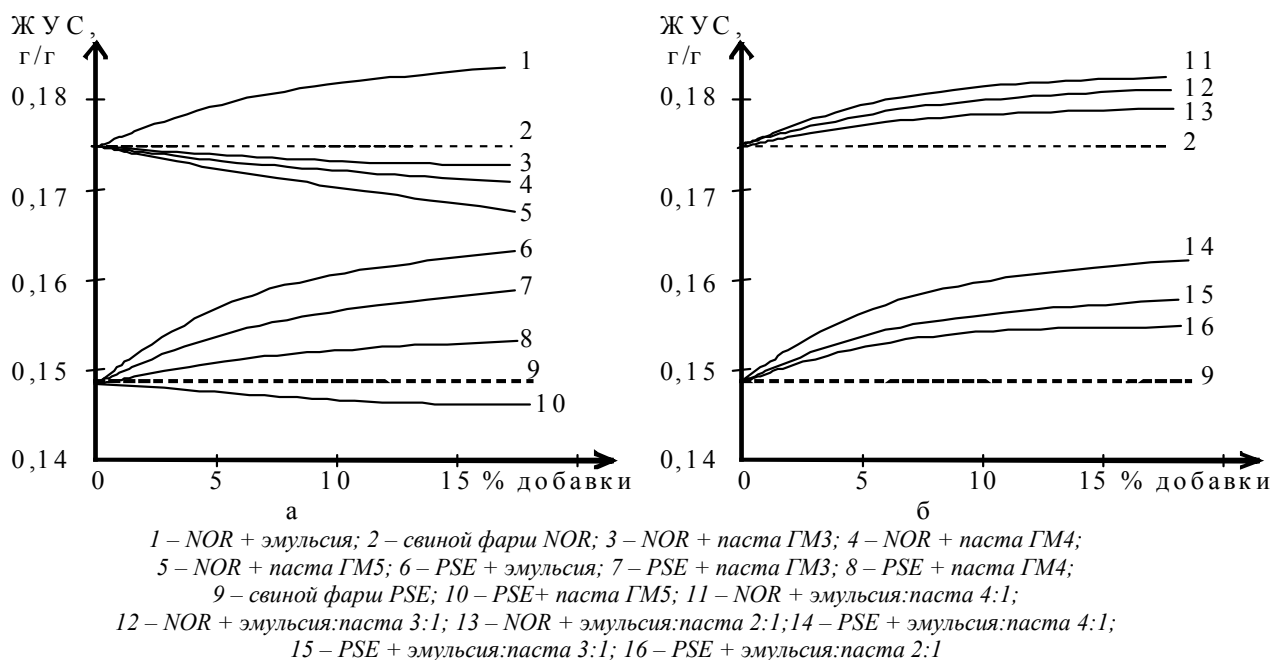 ЖУС, ЖУС,
г/г г/г
1 11
0,18 0,18 12
13
2 2
3
4
0,17 0,17
5
6 14
7
0,16 0,16 15
8 16
9 9
0,15 0,15
10
0,14 0,14
0 5 10 15 % добавки 0 5 10 15 % добавки
а б
1 – NOR + эмульсия; 2 – свиной фарш NOR; 3 – NOR + паста ГМ3; 4 – NOR + паста ГМ4;
5 – NOR + паста ГМ5; 6 – PSE + эмульсия; 7 – PSE + паста ГМ3; 8 – PSE + паста ГМ4;
9 – свиной фарш PSE; 10 – PSE+ паста ГМ5; 11 – NOR + эмульсия:паста 4:1;
12 – NOR + эмульсия:паста 3:1; 13 – NOR + эмульсия:паста 2:1;14 – PSE + эмульсия:паста 4:1;
15 – PSE + эмульсия:паста 3:1; 16 – PSE + эмульсия:паста 2:1